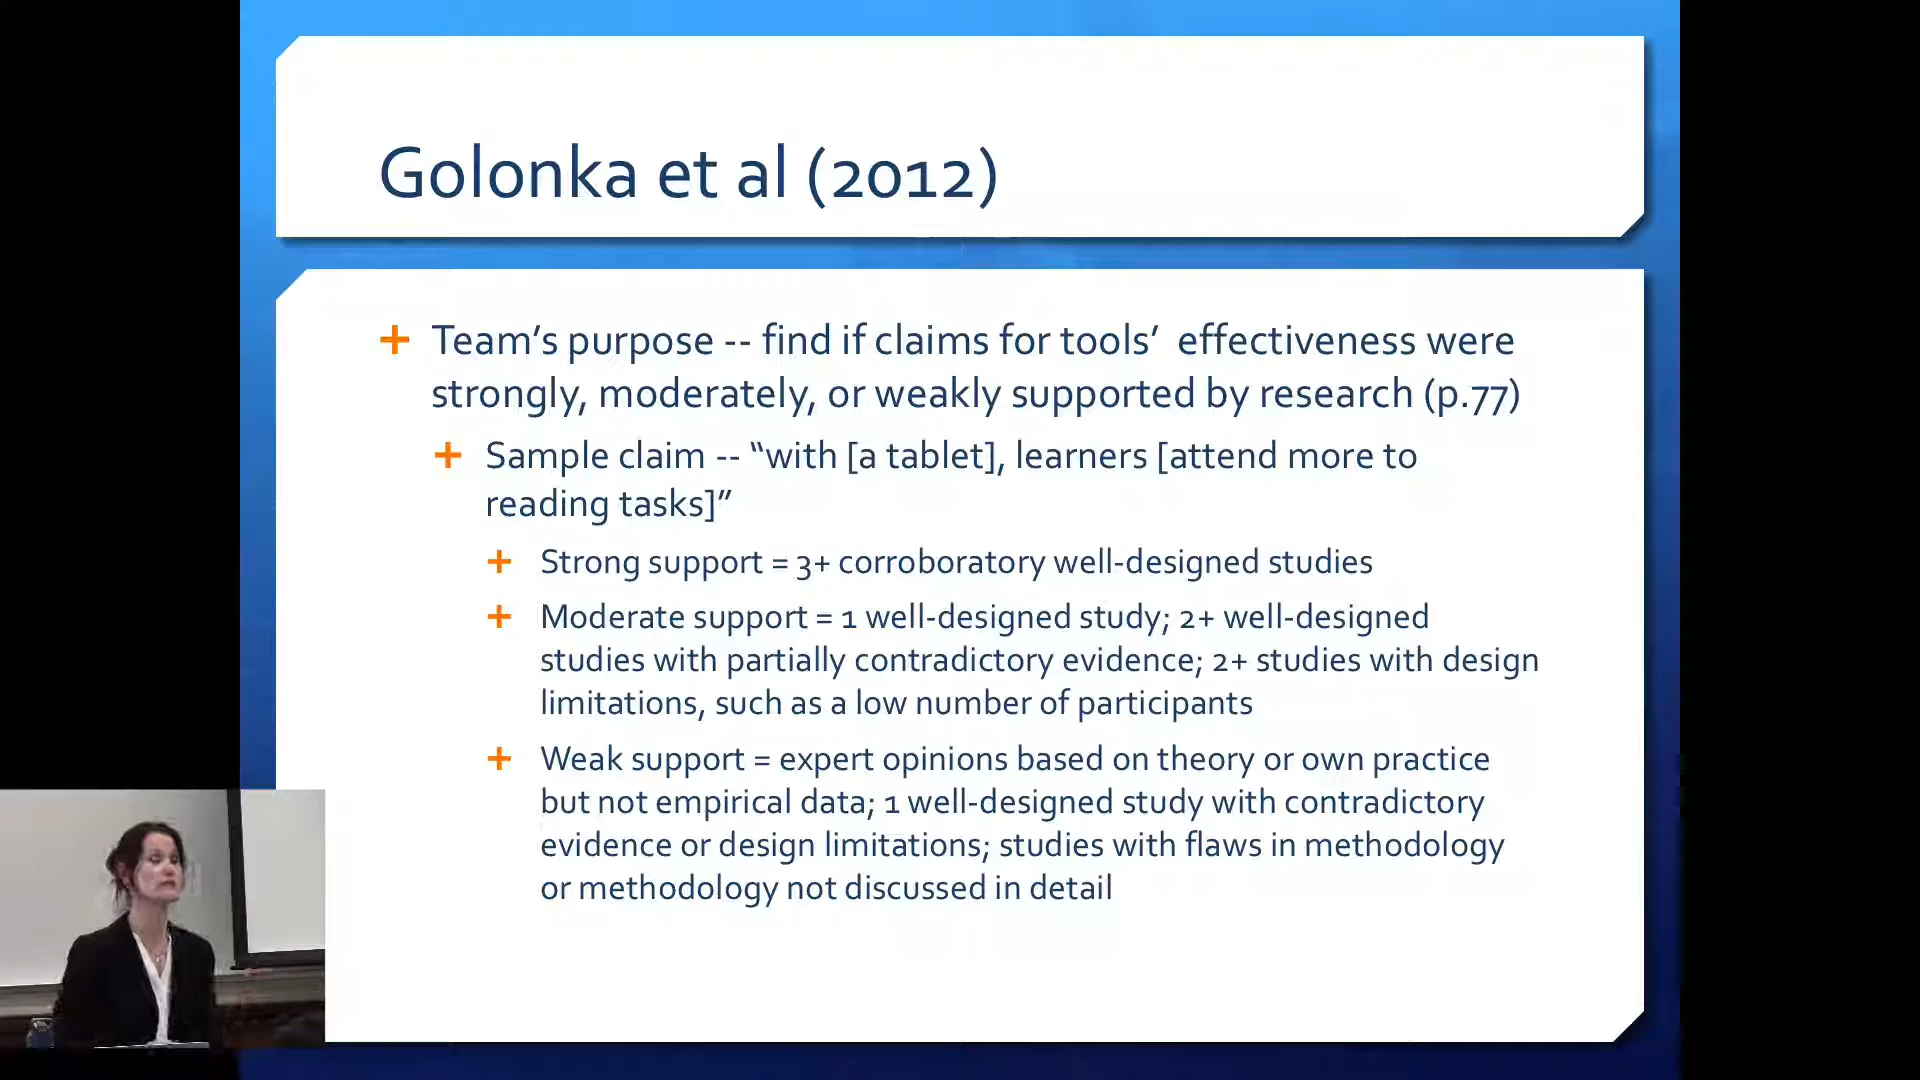 Golonka et al (2012)
Team’s purpose -- find if claims for tools’ effectiveness were
strongly, moderately, or weakly supported by research (p.77)
Sample claim -- “with [a tablet], learners [attend more to
reading tasks]”
Strong support = 3+ corroboratory well-designed studies
Moderate support = 1 well-designed study; 2+ well-designed
studies with partially contradictory evidence; 2+ studies with design
limitations, such as a low number of participants
Weak support = expert opinions based on theory or own practice
but not empirical data; 1 well-designed study with contradictory
evidence or design limitations; studies with flaws in methodology
or methodology not discussed in detail